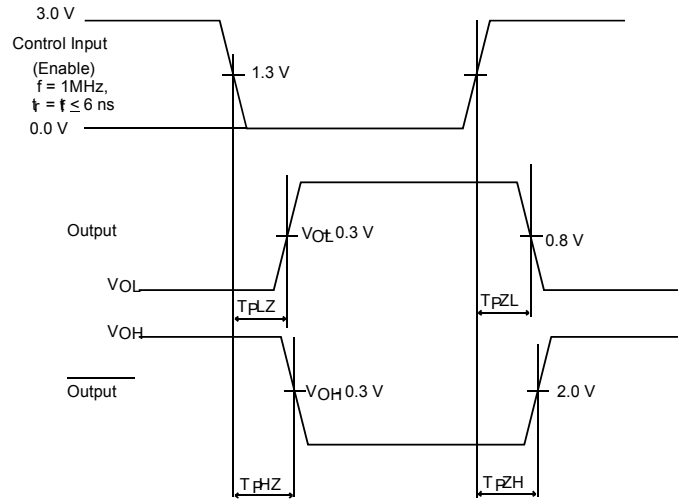 3.0 V
Control Input
(Enable)
f = 1MHz,
tr = tf ≤ 6 ns
0.0 V
1.3 V
Output
VOL + 0.3 V
0.8 V
VOL
TPLZ
TPZL
VOH
Output
VOH - 0.3 V
2.0 V
TPHZ
TPZH